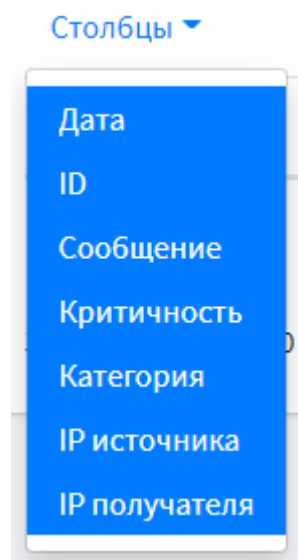 Столбцы
Дата
ID
Сообщение
Критичность
Категория
IP источника
IP получателя